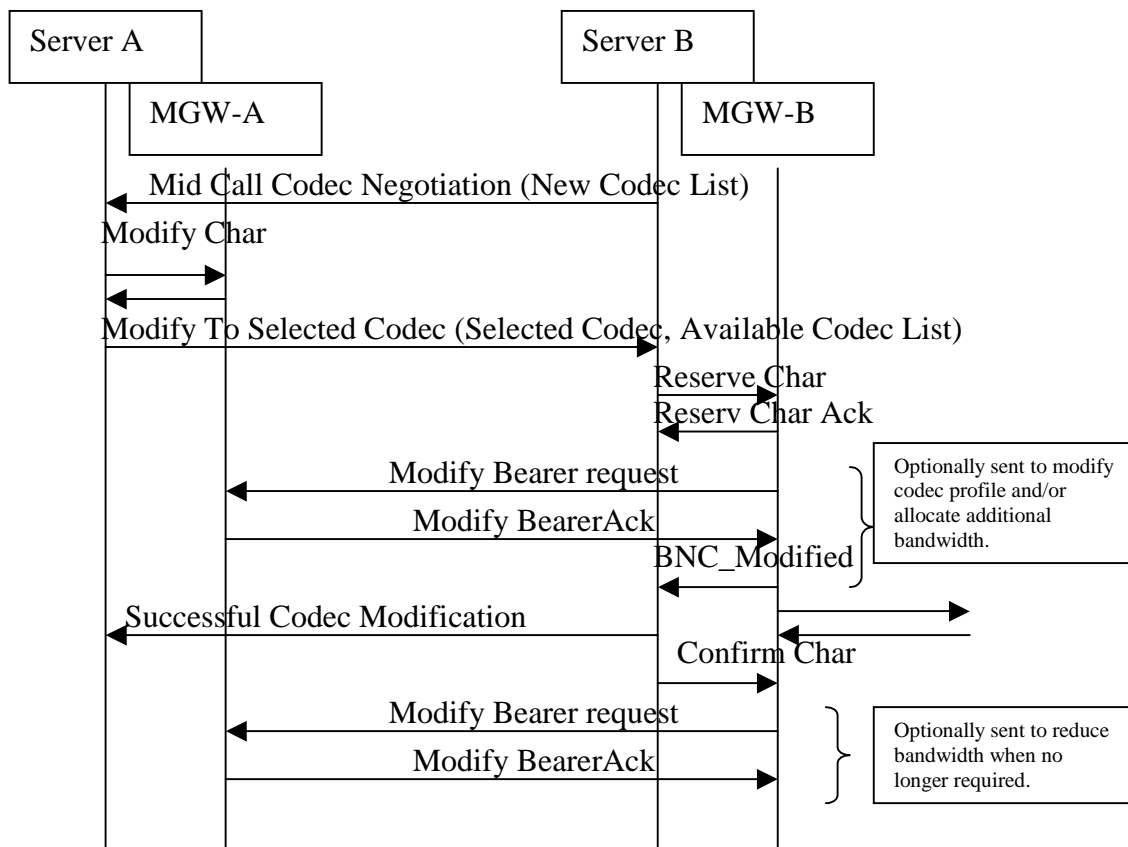 Server A
Server B
MGW-A
MGW-B
Mid Call Codec Negotiation (New Codec List)
Modify Char
Modify To Selected Codec (Selected Codec, Available Codec List)
Reserve Char
Reserv Char Ack
Modify Bearer request
Optionally sent to modify
codec profile and/or
allocate additional
bandwidth.
Modify BearerAck
BNC_Modified
Successful Codec Modification
Confirm Char
Modify Bearer request
Optionally sent to reduce
bandwidth when no
longer required.
Modify BearerAck